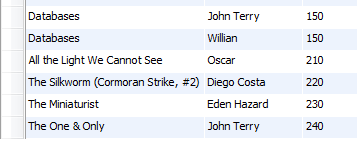 Databases John Terry 150
Databases Willian 150
All the Light We Cannot See Oscar 210
The Silkworm (Cormoran Strike, #2) Diego Costa 220
The Miniaturist Eden Hazard 230
The One & Only John Terry 240